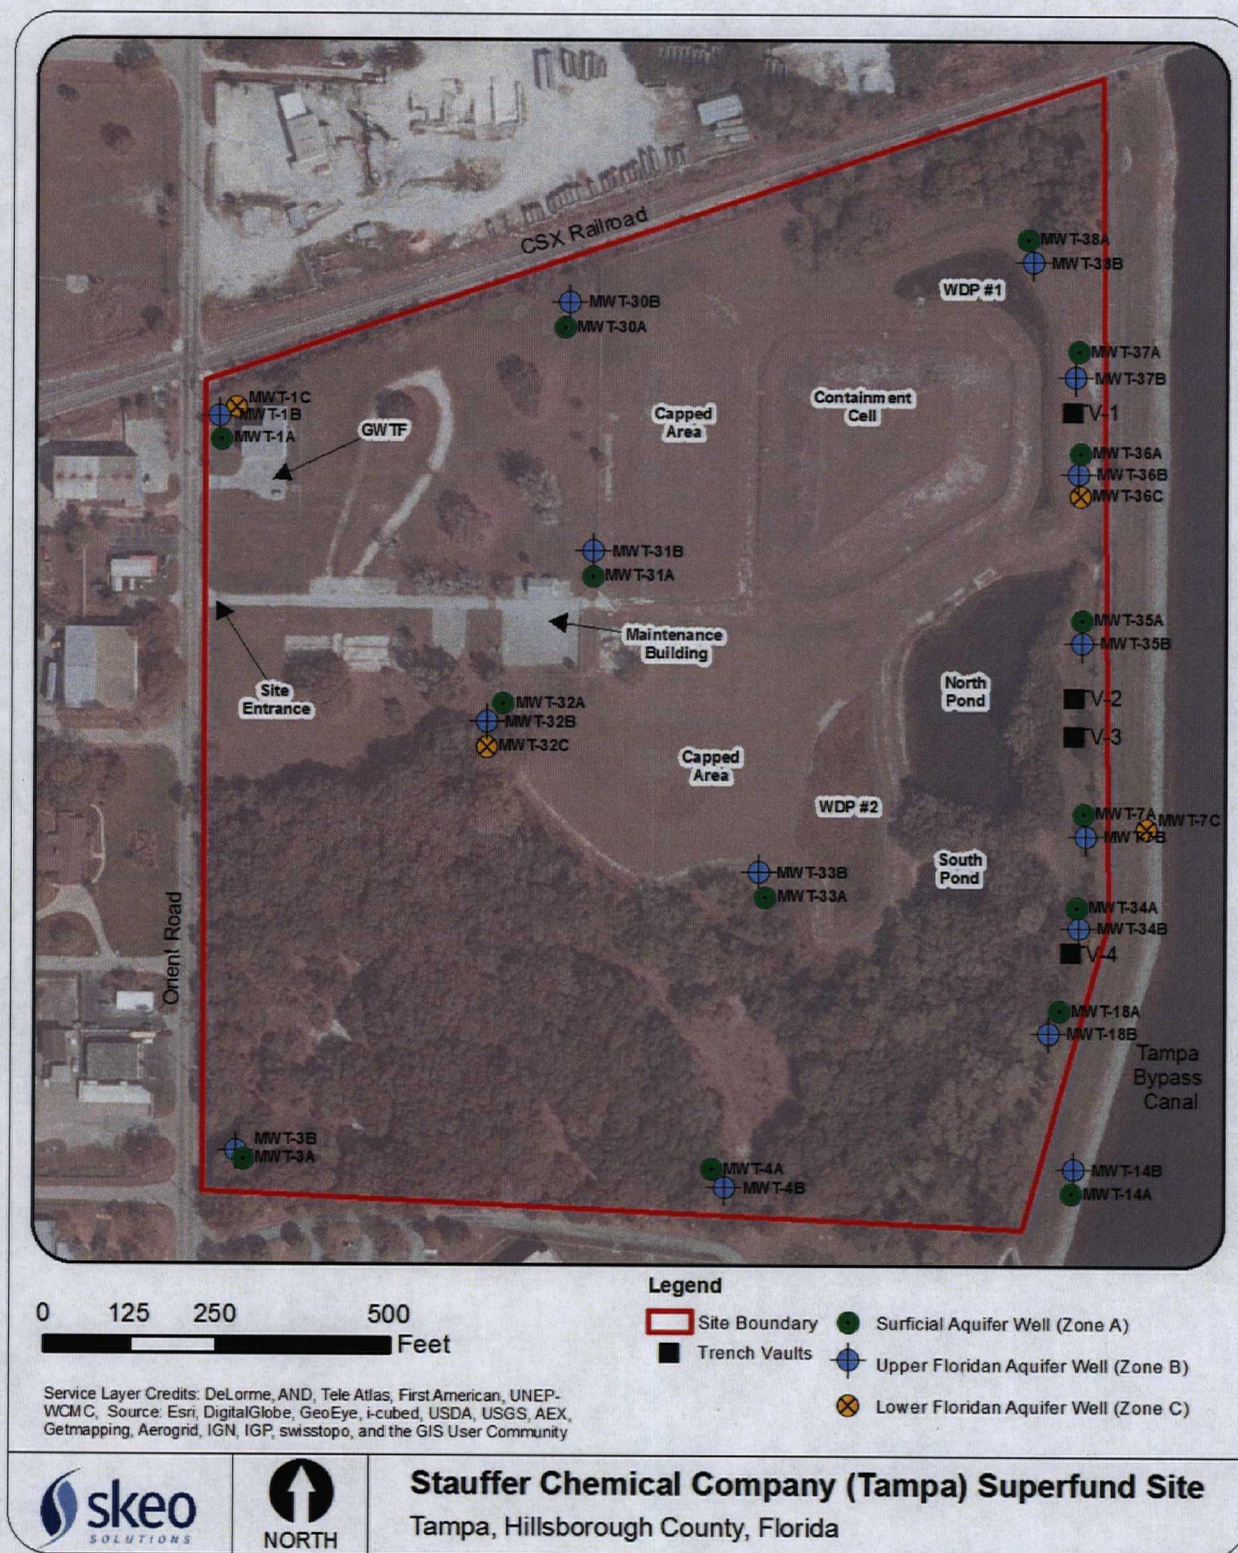 CSX Railroad
MWT-38A
MWT-38B
WDP #1
MWT-30B
MWT-30A
MWT-37A
MWT-37B
MWT-1C
MWT-1B
MWT-1A
GWTF
Capped
Area
Containment
Cell
TV-1
MWT-36A
MWT-36B
MWT-36C
MWT-31B
MWT-31A
Maintenance
Building
MWT-35A
MWT-35B
Site
Entrance
North
Pond
TV-2
TV-3
MWT-32A
MWT-32B
MWT-32C
Capped
Area
WDP #2
MWT-7A
MWT-7C
MWT-7B
South
Pond
MWT-33B
MWT-33A
MWT-34A
MWT-34B
TV-4
Orient Road
MWT-18A
MWT-18B
Tampa
Bypass
Canal
MWT-3B
MWT-3A
MWT-4A
MWT-4B
MWT-14B
MWT-14A
0 125 250 500
Feet
Legend
Site Boundary
Trench Vaults
Surficial Aquifer Well (Zone A)
Upper Floridan Aquifer Well (Zone B)
Lower Floridan Aquifer Well (Zone C)
Service Layer Credits: DeLorme, AND, Tele Atlas, First American, UNEP-
WCMC, Source: Esri, DigitalGlobe, GeoEye, i-cubed, USDA, USGS, AEX,
Getmapping, Aerogrid, IGN, IGP, swisstopo, and the GIS User Community
skeo
SOLUTIONS
NORTH
Stauffer Chemical Company (Tampa) Superfund Site
Tampa, Hillsborough County, Florida